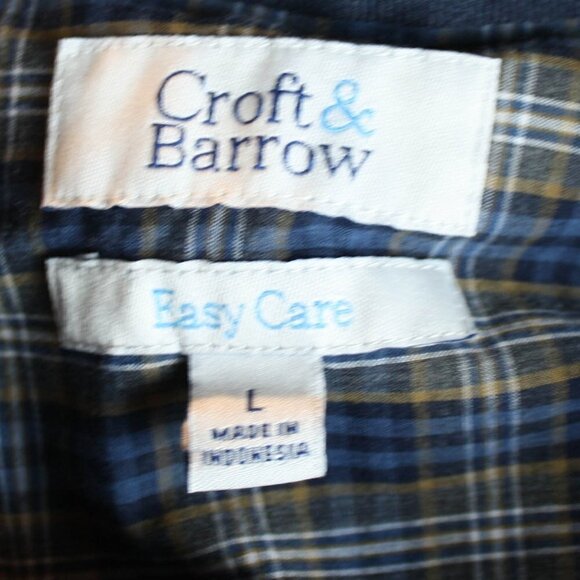 Croft &
Barrow
Easy Care
L
MADE IN
INDONESIA